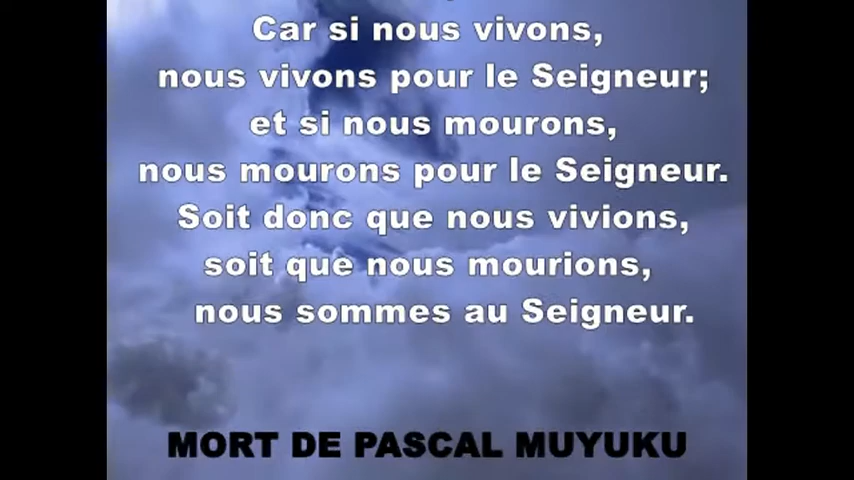 Car si nous vivons,
nous vivons pour le Seigneur;
et si nous mourons,
nous mourons pour le Seigneur.
Soit donc que nous vivions,
soit que nous mourions,
nous sommes au Seigneur.
MORT DE PASCAL MUYUKU